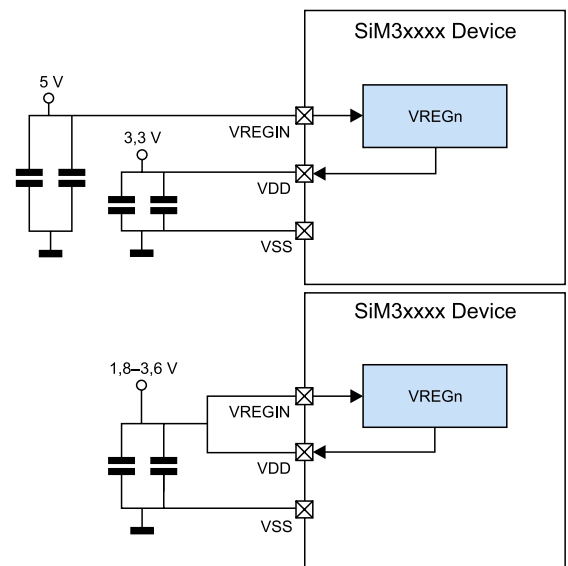 SiM3xxxx Device
5 V
VREGIN
VREGn
3,3 V
VDD
VSS
SiM3xxxx Device
1,8–3,6 V
VREGIN
VREGn
VDD
VSS